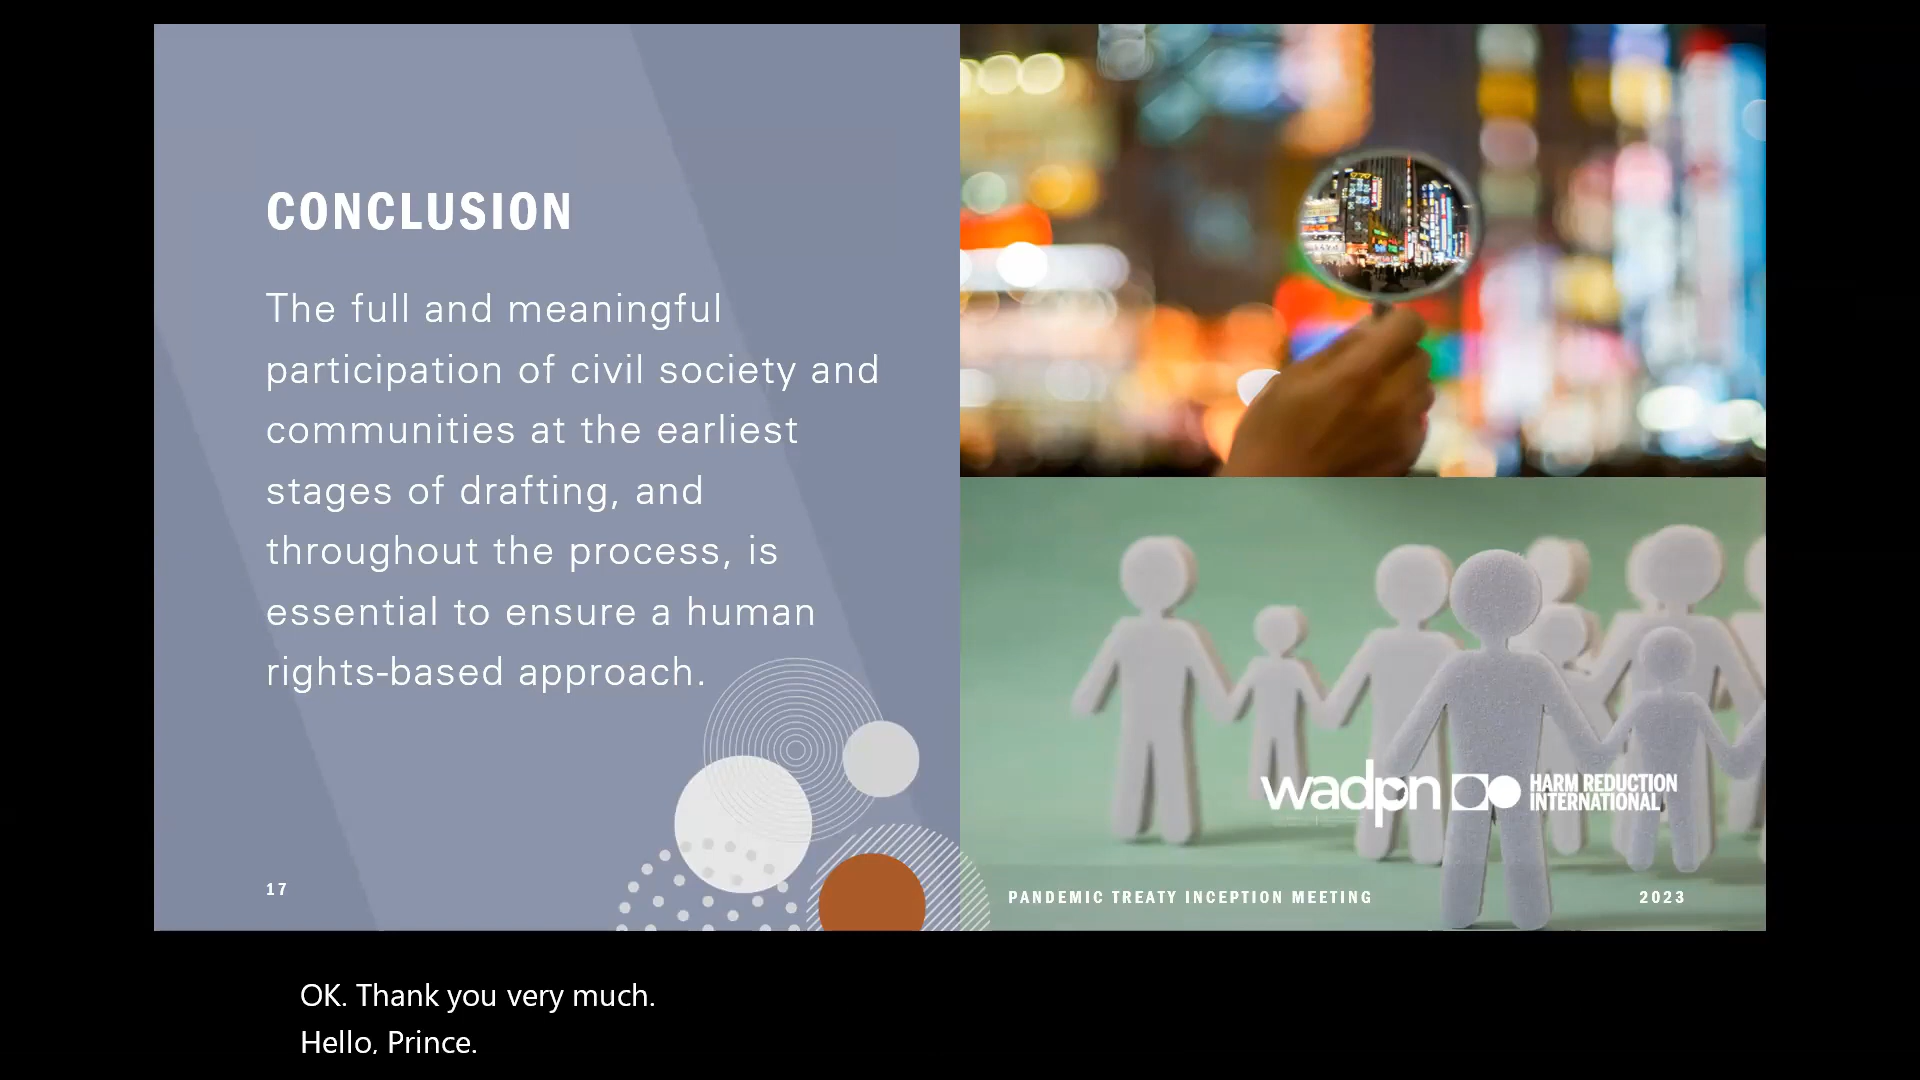 CONCLUSION
The full and meaningful
participation of civil society and
communities at the earliest
stages of drafting, and
throughout the process, is
essential to ensure a human
rights-based approach.
17
wadpn
HARM REDUCTION
INTERNATIONAL
PANDEMIC TREATY INCEPTION MEETING
2023
OK. Thank you very much.
Hello, Prince.